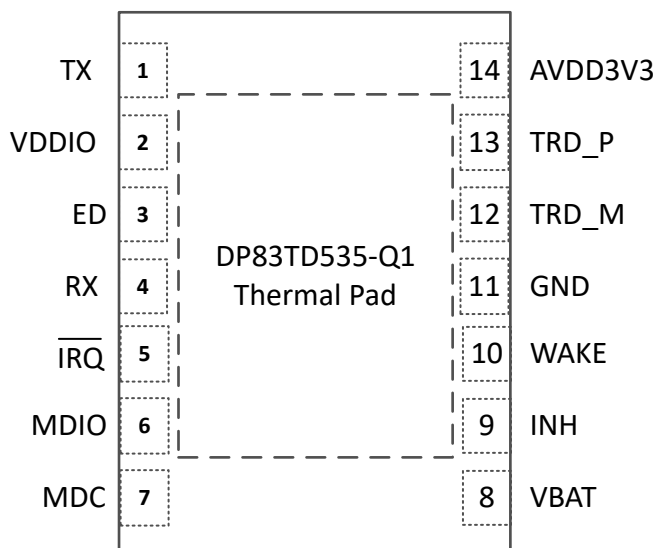 TX 1 14 AVDD3V3
VDDIO 2 13 TRD_P
ED 3 12 TRD_M
DP83TD535-Q1
Thermal Pad
RX 4 11 GND
IRQ 5 10 WAKE
MDIO 6 9 INH
MDC 7 8 VBAT